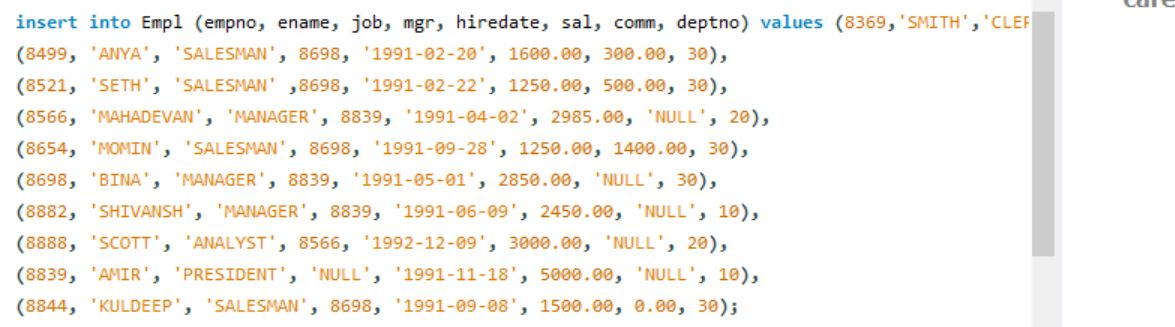 insert into Empl (empno, ename, job, mgr, hiredate, sal, comm, deptno) values (8369,'SMITH','CLER
(8499, 'ANYA', 'SALESMAN', 8698, '1991-02-20', 1600.00, 300.00, 30),
(8521, 'SETH', 'SALESMAN' ,8698, '1991-02-22', 1250.00, 500.00, 30),
(8566, 'MAHADEVAN', 'MANAGER', 8839, '1991-04-02', 2985.00, 'NULL', 20),
(8654, 'MOMIN', 'SALESMAN', 8698, '1991-09-28', 1250.00, 1400.00, 30),
(8698, 'BINA', 'MANAGER', 8839, '1991-05-01', 2850.00, 'NULL', 30),
(8882, 'SHIVANSH', 'MANAGER', 8839, '1991-06-09', 2450.00, 'NULL', 10),
(8888, 'SCOTT', 'ANALYST', 8566, '1992-12-09', 3000.00, 'NULL', 20),
(8839, 'AMIR', 'PRESIDENT', 'NULL', '1991-11-18', 5000.00, 'NULL', 10),
(8844, 'KULDEEP', 'SALESMAN', 8698, '1991-09-08', 1500.00, 0.00, 30);